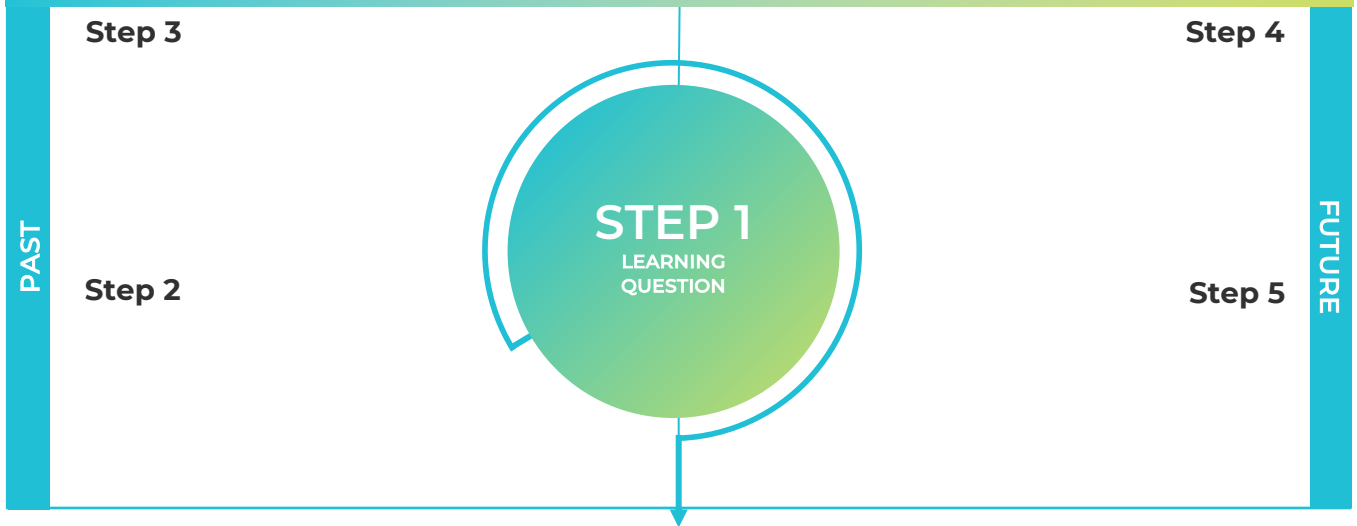 Step 3
Step 4
STEP 1
LEARNING
QUESTION
PAST
FUTURE
Step 2
Step 5